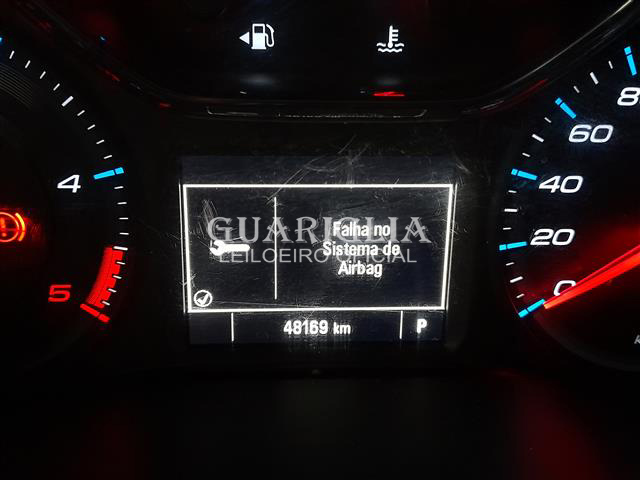 4
5
GUARIGLIA
LEILOEIRO OFICIAL
Falha no
Sistema de
Airbag
48169 km
P
80
60
40
20
0